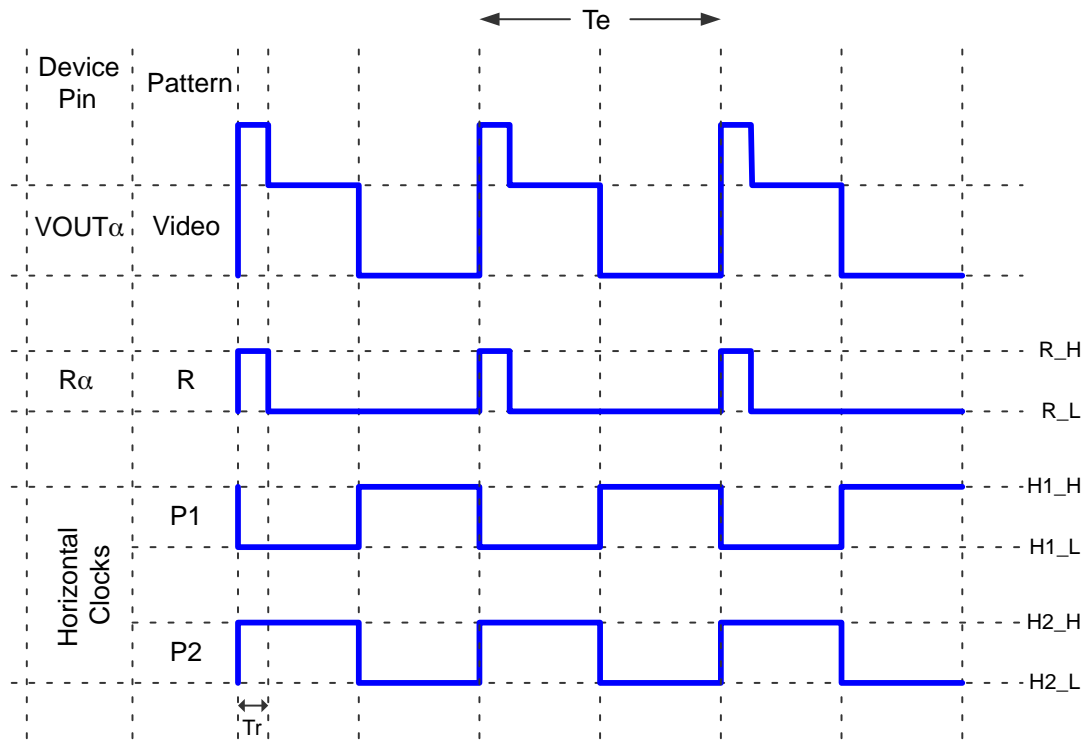 Te
Device
Pin
Pattern
VOUTα
Video
Rα
R
R_H
R_L
Horizontal
Clocks
P1
H1_H
H1_L
P2
H2_H
H2_L
Tr